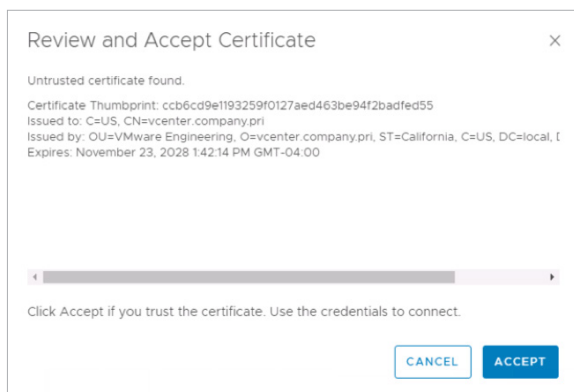 Review and Accept Certificate
Untrusted certificate found.
Certificate Thumbprint: ccb6cd9e1193259f0127aed463be94f2badfed55
Issued to: C=US, CN=vcenter.company.pri
Issued by: OU=VMware Engineering, O=vcenter.company.pri, ST=California, C=US, DC=local,
Expires: November 23, 2028 1:42:14 PM GMT-04:00
Click Accept if you trust the certificate. Use the credentials to connect.
CANCEL ACCEPT